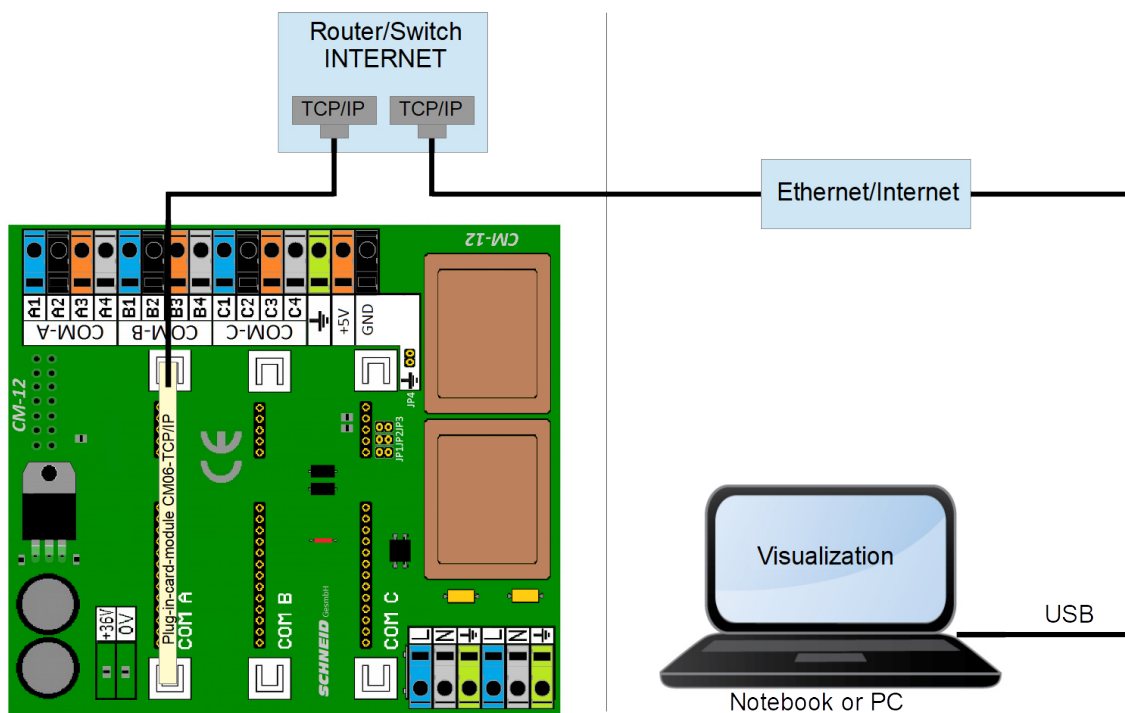 Router/Switch
INTERNET
TCP/IP
TCP/IP
Ethernet/Internet
CM-12
A1
A2
A3
A4
B1
B2
B3
B4
C1
C2
C3
C4
+5V
GND
COM-A
COM-B
COM-C
JP4
CM-12
JP1JP2JP3
CE
Plug-in-card-module CM06-TCP/IP
COM A
COM B
COM C
SCHNEID GesmbH
+36V
0V
L
N
L
N
Visualization
USB
Notebook or PC